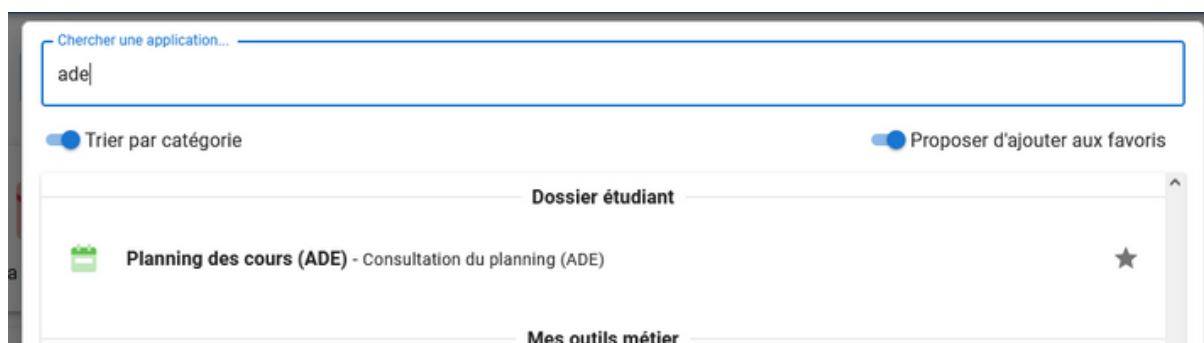 Chercher une application...
ade
Trier par catégorie
Proposer d'ajouter aux favoris
Dossier étudiant
Planning des cours (ADE) - Consultation du planning (ADE)
Mes outils métier